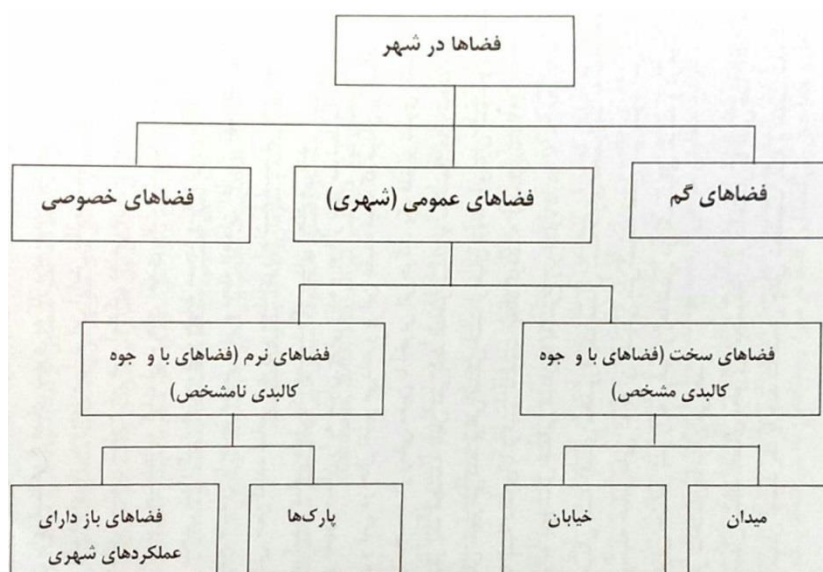 فضاها در شهر
فضاهای گم
فضاهای عمومی (شهری)
فضاهای خصوصی
فضاهای سخت (فضاهای با و جوه
کالبدی مشخص)
فضاهای نرم (فضاهای با و جوه
کالبدی نامشخص)
میدان
خیابان
پارک‌ها
فضاهای باز دارای
عملکردهای شهری